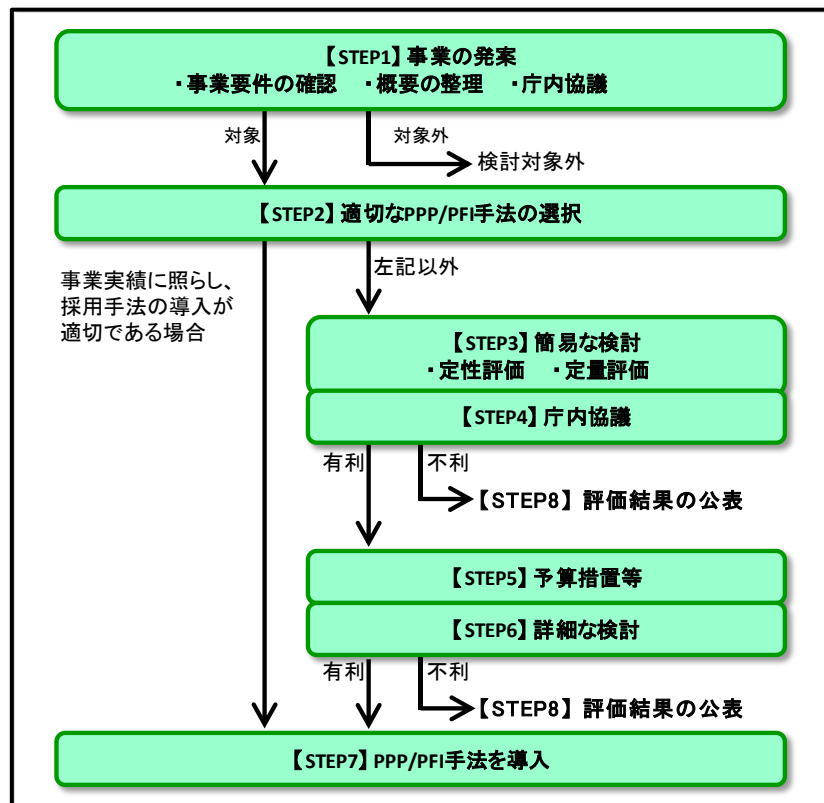 【STEP1】事業の発案
・事業要件の確認　・概要の整理　・庁内協議
対象
対象外
検討対象外
【STEP2】適切なPPP/PFI手法の選択
事業実績に照らし、
採用手法の導入が
適切である場合
左記以外
【STEP3】簡易な検討
・定性評価　・定量評価
【STEP4】庁内協議
有利
不利
【STEP8】評価結果の公表
【STEP5】予算措置等
【STEP6】詳細な検討
有利
不利
【STEP8】評価結果の公表
【STEP7】PPP/PFI手法を導入